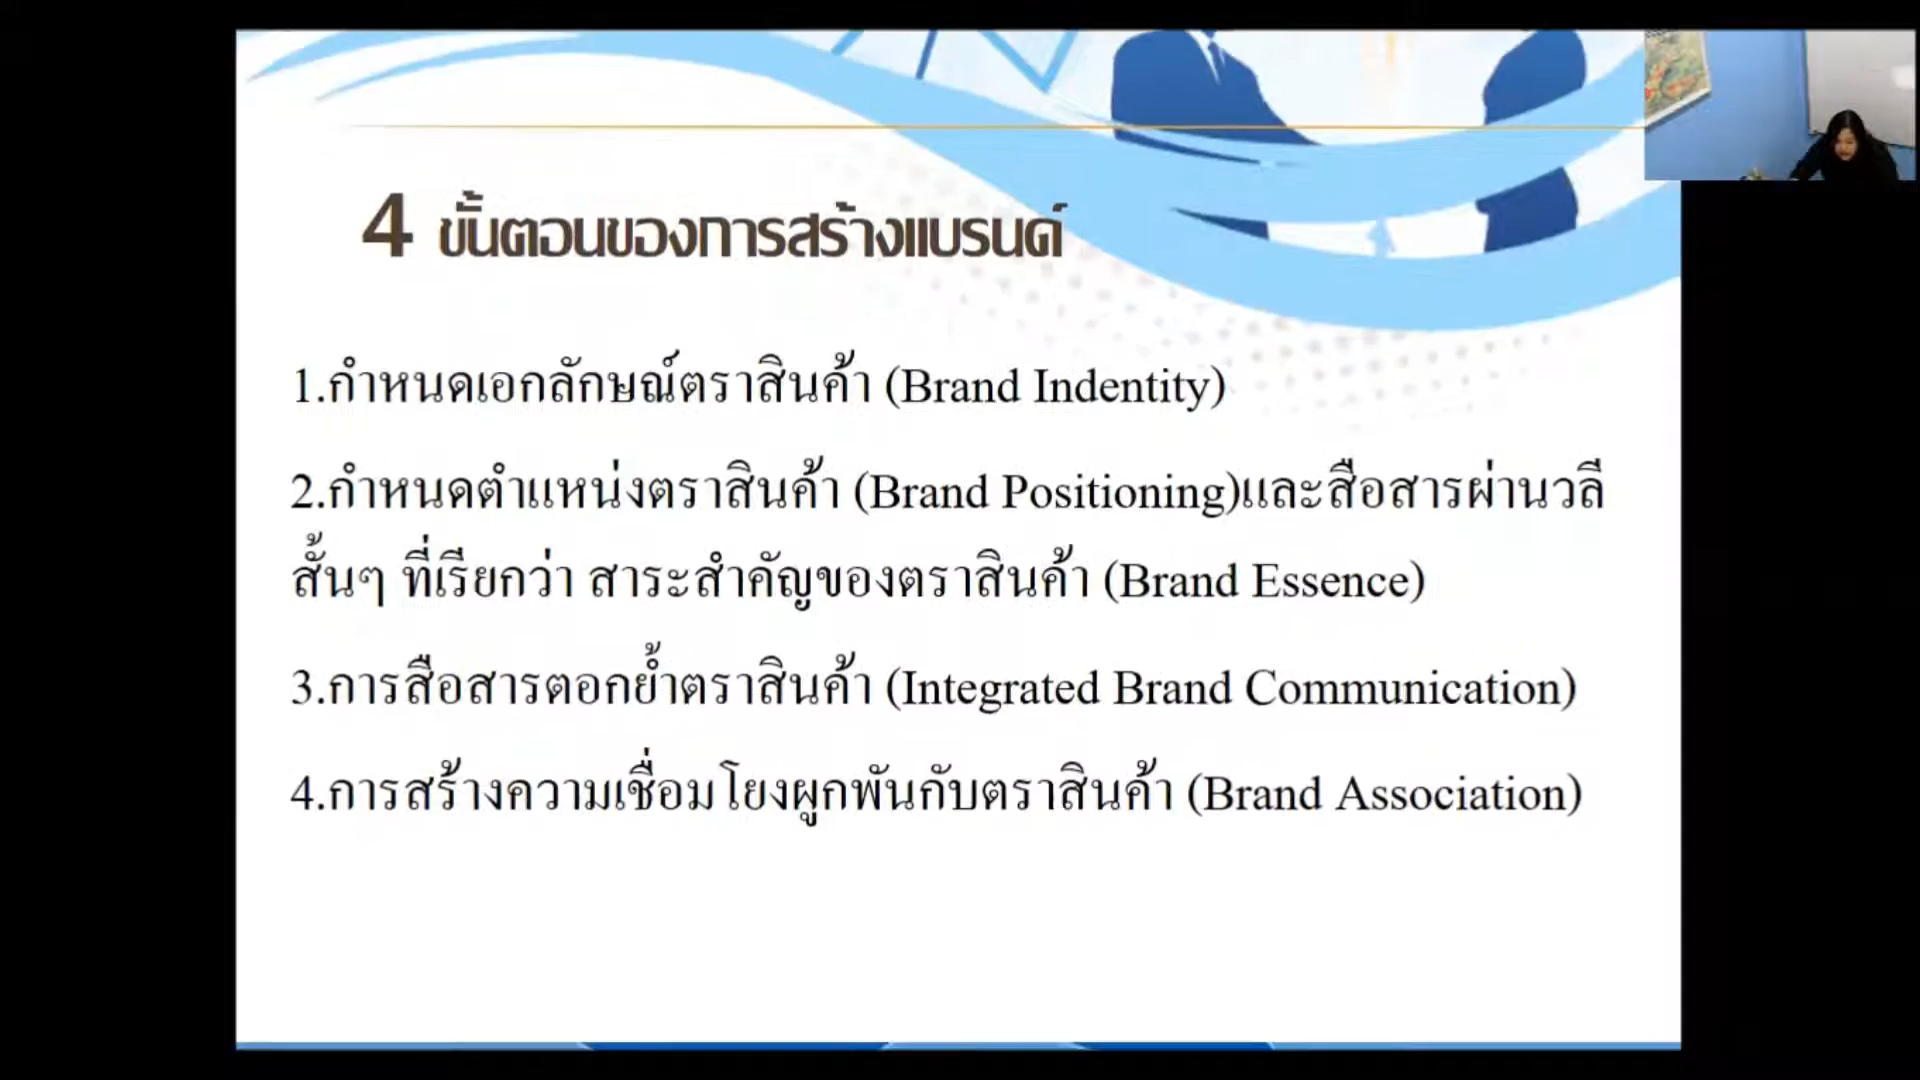 4 ขั้นตอนของการสร้างแบรนด์
1.กำหนดเอกลักษณ์ตราสินค้า (Brand Indentity)
2.กำหนดตำแหน่งตราสินค้า (Brand Positioning)และสือสารผ่านวลี
สั้นๆ ที่เรียกว่า สาระสำคัญของตราสินค้า (Brand Essence)
3.การสือสารตอกย้ำตราสินค้า (Integrated Brand Communication)
4.การสร้างความเชื่อมโยงผูกพันกับตราสินค้า (Brand Association)